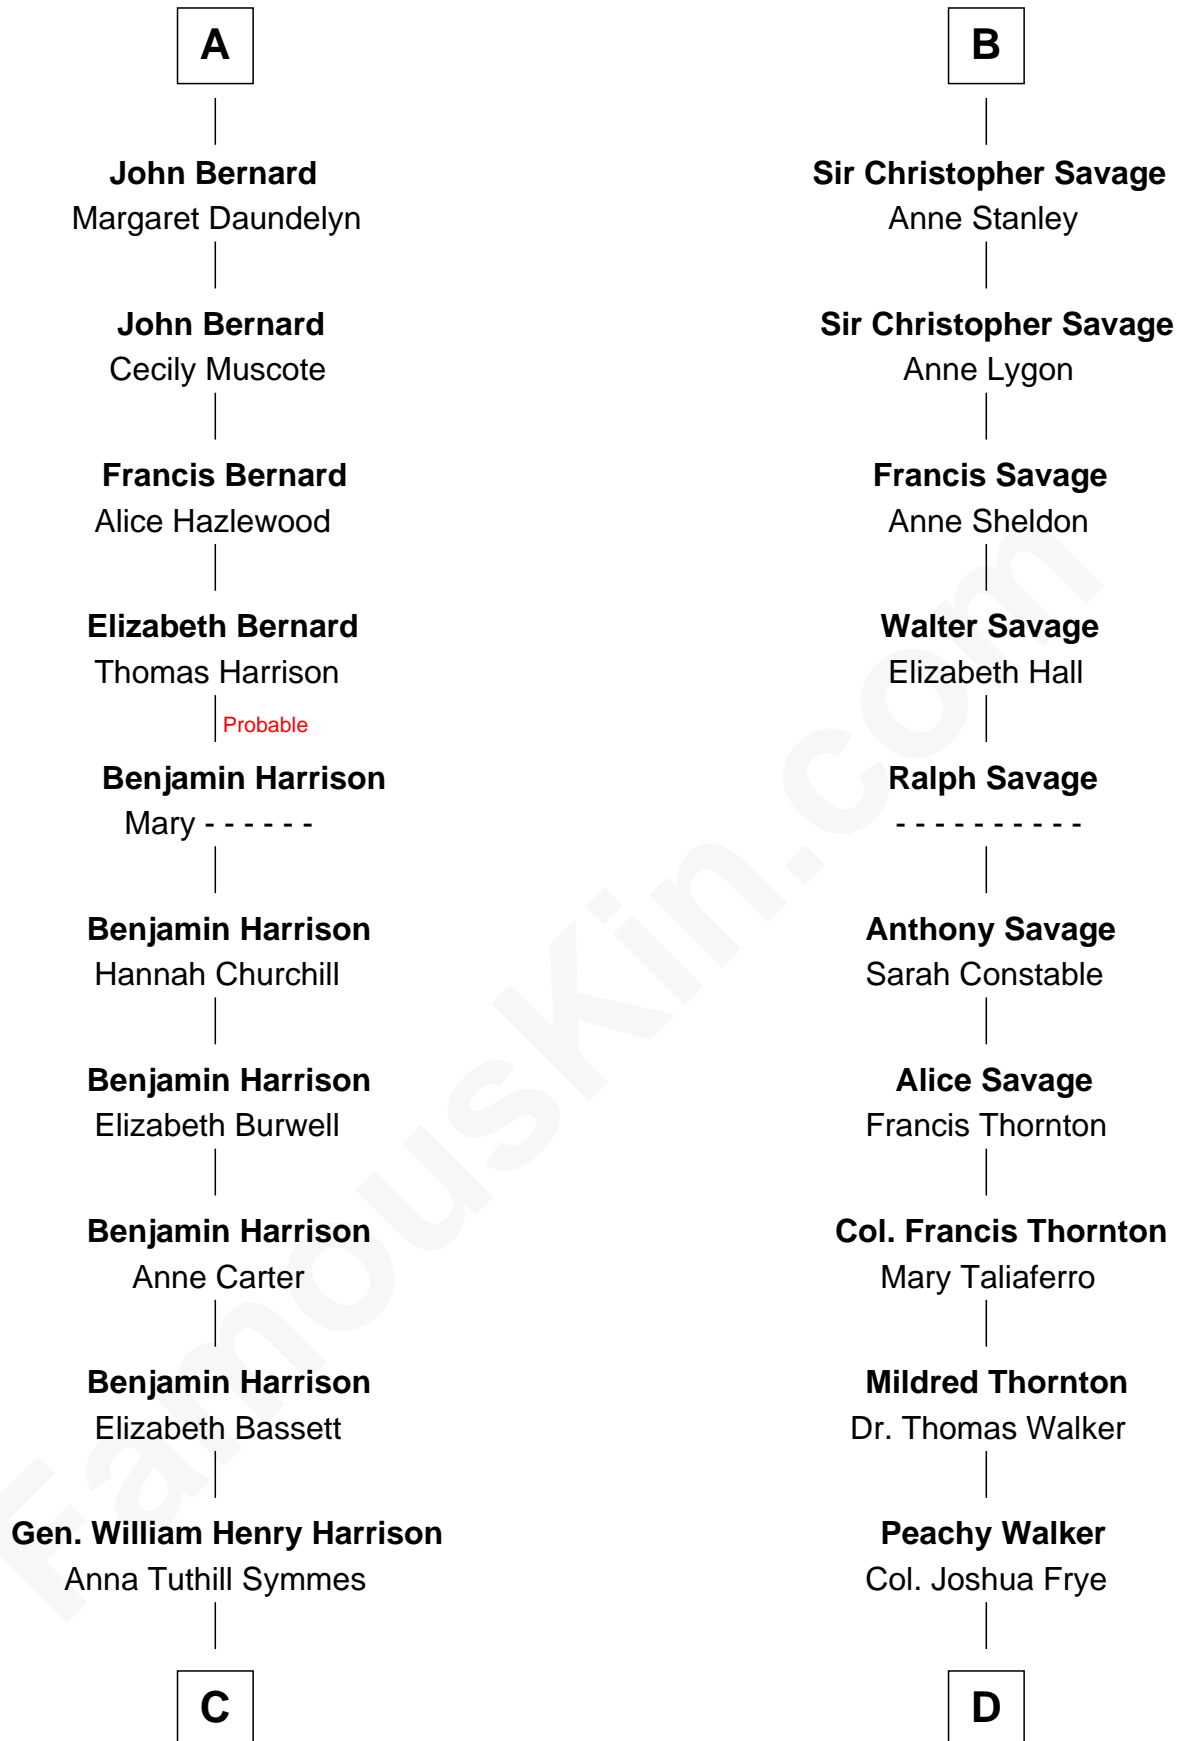 A
John Bernard
Margaret Daundelyn
John Bernard
Cecily Muscote
Francis Bernard
Alice Hazlewood
Elizabeth Bernard
Thomas Harrison
Probable
Benjamin Harrison
Mary - - - - - -
Benjamin Harrison
Hannah Churchill
Benjamin Harrison
Elizabeth Burwell
Benjamin Harrison
Anne Carter
Benjamin Harrison
Elizabeth Bassett
Gen. William Henry Harrison
Anna Tuthill Symmes
C
B
Sir Christopher Savage
Anne Stanley
Sir Christopher Savage
Anne Lygon
Francis Savage
Anne Sheldon
Walter Savage
Elizabeth Hall
Ralph Savage
- - - - - - - - - -
Anthony Savage
Sarah Constable
Alice Savage
Francis Thornton
Col. Francis Thornton
Mary Taliaferro
Mildred Thornton
Dr. Thomas Walker
Peachy Walker
Col. Joshua Frye
D
FamousKin.com